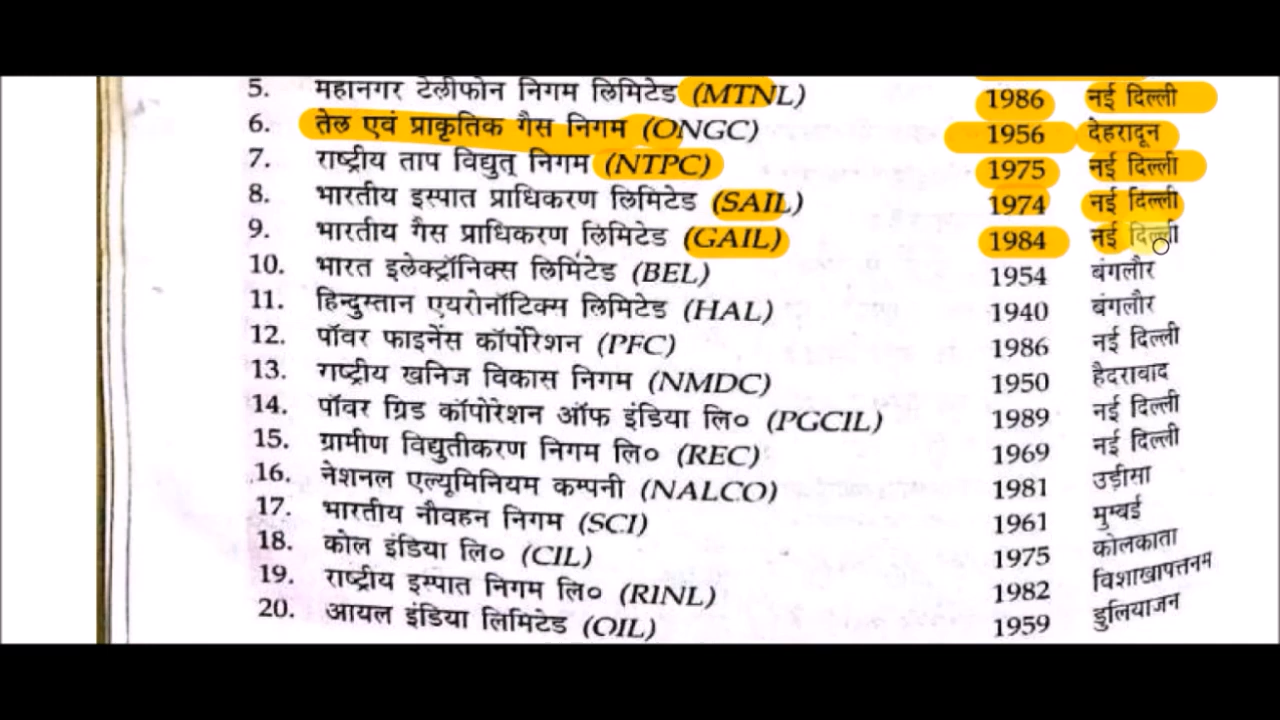 5. महानगर टेलीफोन निगम लिमिटेड (MTNL) 1986 नई दिल्ली
6. तेल एवं प्राकृतिक गैस निगम (ONGC) 1956 देहरादून
7. राष्ट्रीय ताप विद्युत् निगम (NTPC) 1975 नई दिल्ली
8. भारतीय इस्पात प्राधिकरण लिमिटेड (SAIL) 1974 नई दिल्ली
9. भारतीय गैस प्राधिकरण लिमिटेड (GAIL) 1984 नई दिल्ली
10. भारत इलेक्ट्रॉनिक्स लिमिटेड (BEL) 1954 बंगलौर
11. हिन्दुस्तान एयरोनॉटिक्स लिमिटेड (HAL) 1940 बंगलौर
12. पॉवर फाइनेंस कॉर्पोरेशन (PFC) 1986 नई दिल्ली
13. राष्ट्रीय खनिज विकास निगम (NMDC) 1950 हैदरावाद
14. पॉवर ग्रिड कॉपोरेशन ऑफ इंडिया लि० (PGCIL) 1989 नई दिल्ली
15. ग्रामीण विद्युतीकरण निगम लि० (REC) 1969 नई दिल्ली
16. नेशनल एल्यूमिनियम कम्पनी (NALCO) 1981 उड़ीसा
17. भारतीय नौवहन निगम (SCI) 1961 मुम्बई
18. कोल इंडिया लि० (CIL) 1975 कोलकाता
19. राष्ट्रीय इस्पात निगम लि० (RINL) 1982 विशाखापत्तनम
20. आयल इंडिया लिमिटेड (OIL) 1959 डुलियाजन